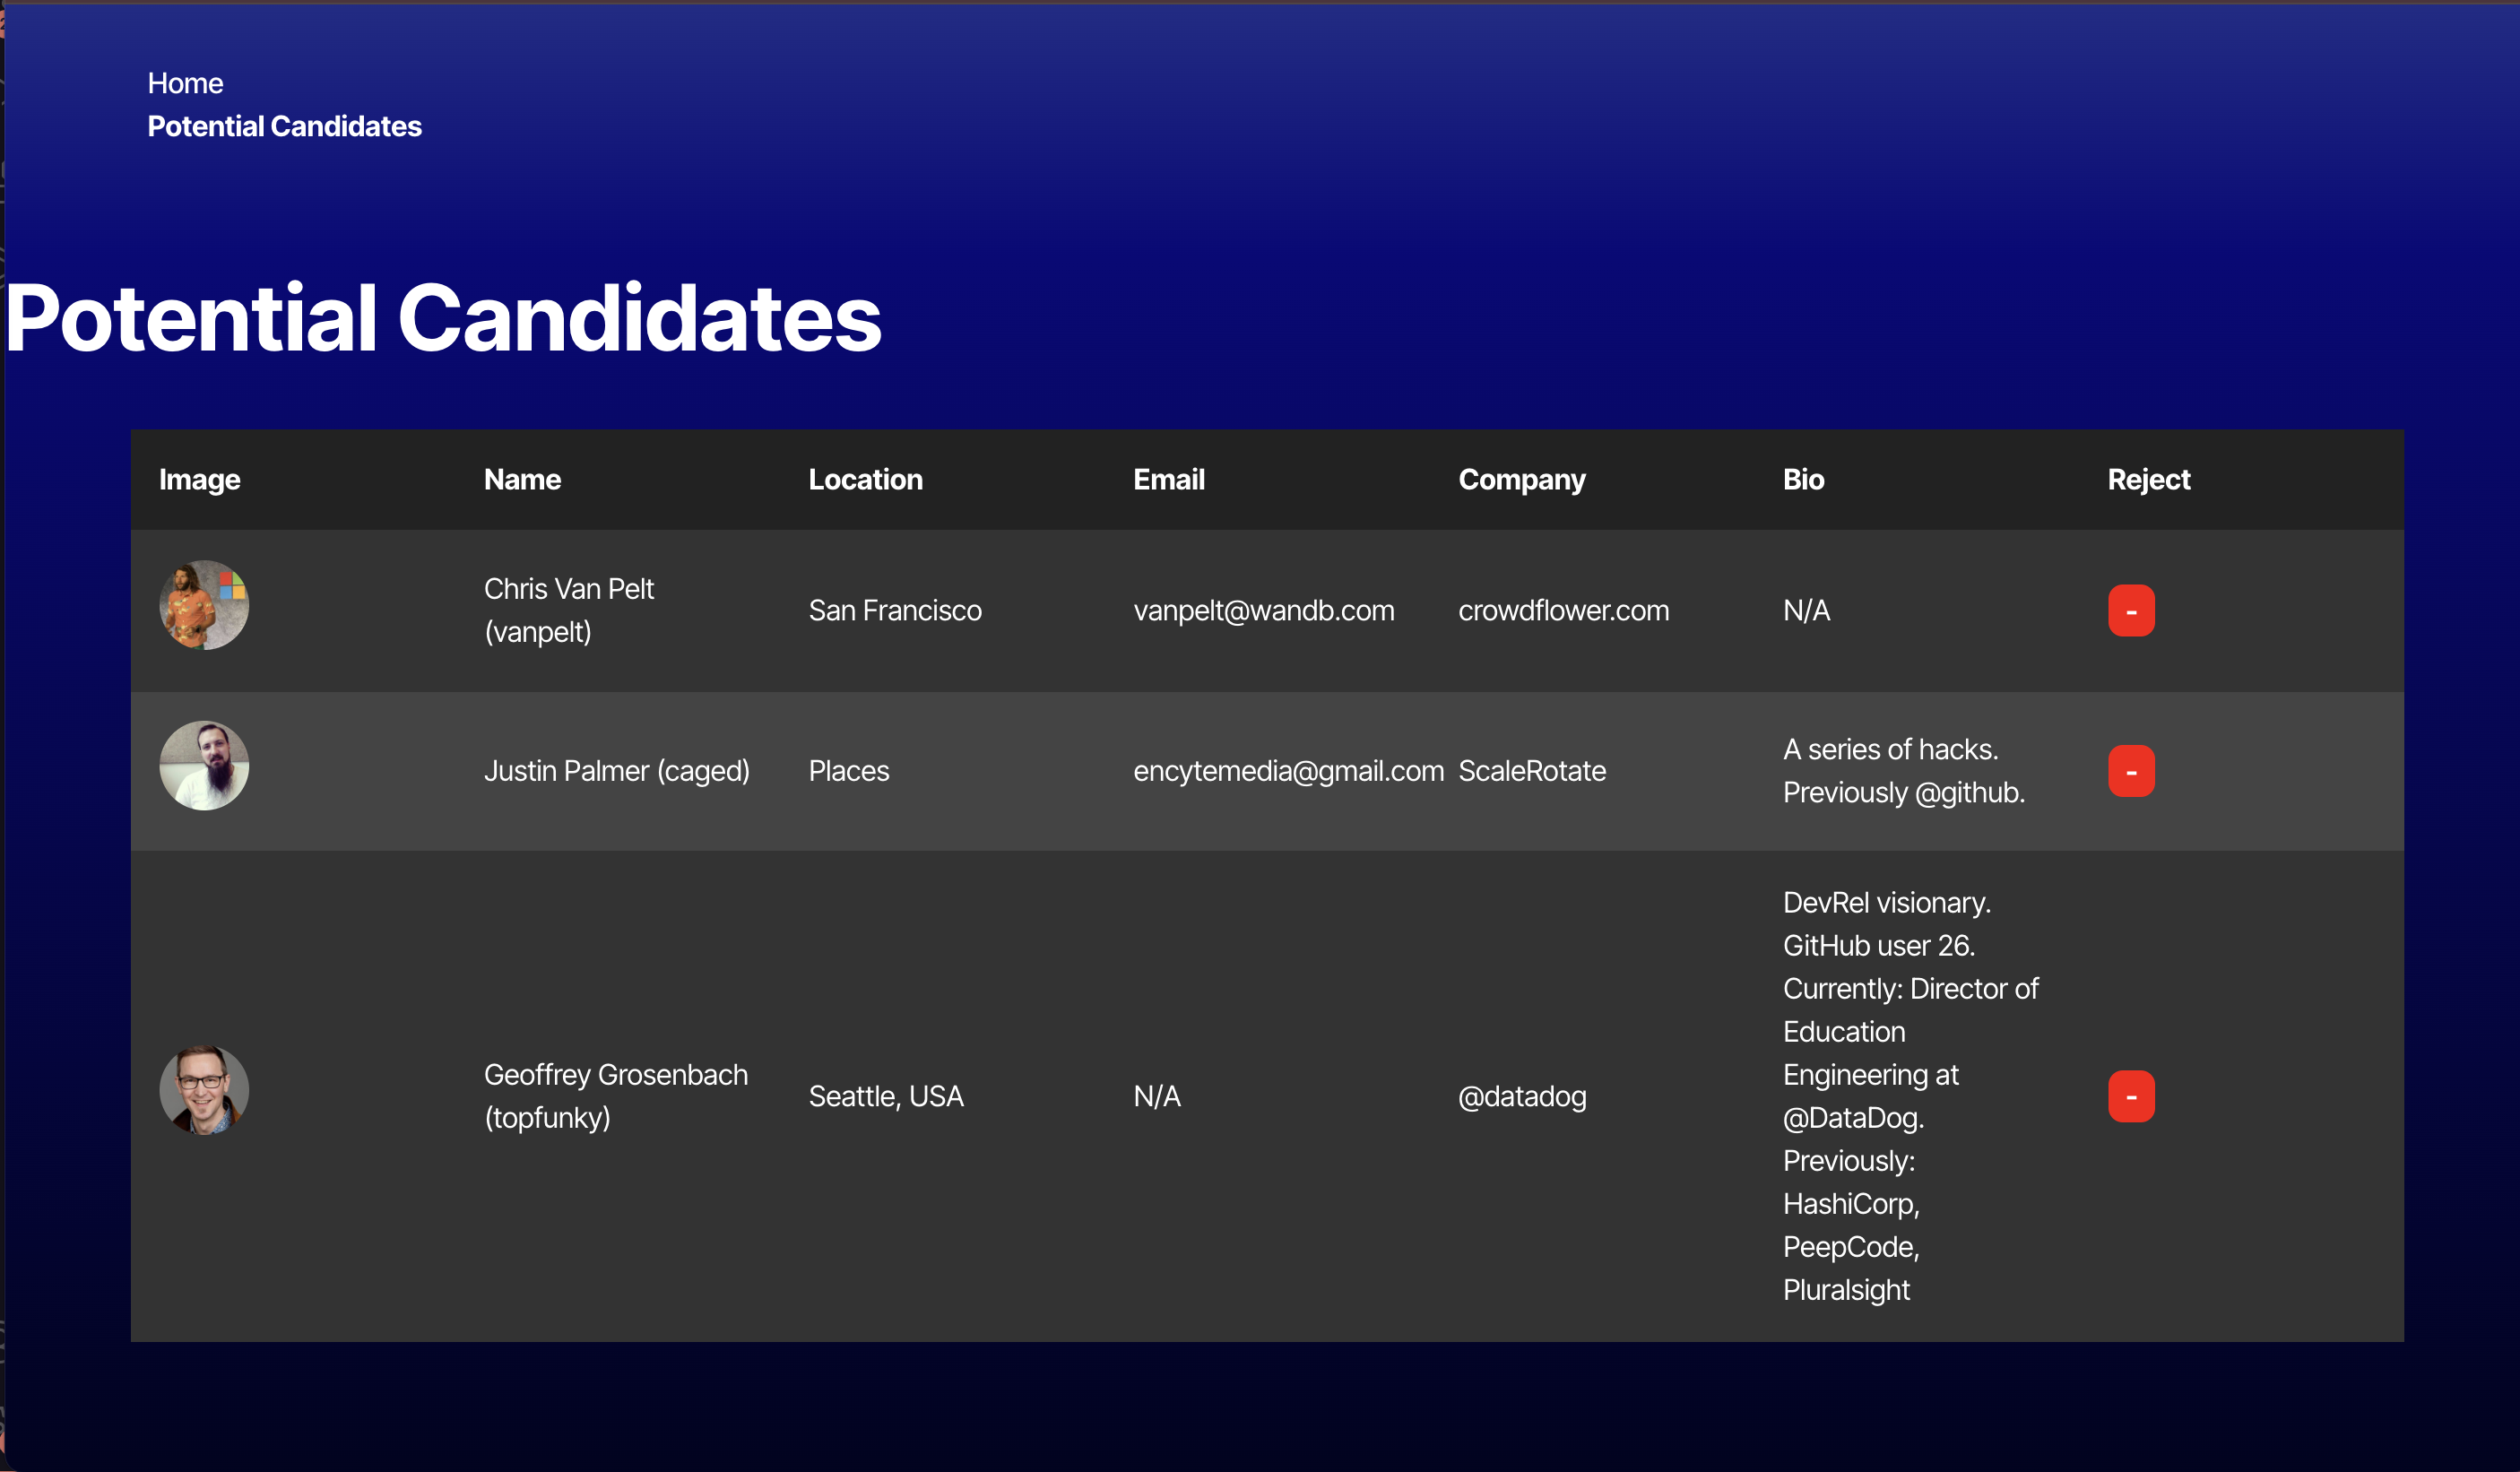 Home
Potential Candidates
Potential Candidates
Image Name Location Email Company Bio Reject
Chris Van Pelt
(vanpelt)
San Francisco
vanpelt@wandb.com
crowdflower.com
N/A
-
Justin Palmer (caged)
Places
encytemedia@gmail.com
ScaleRotate
A series of hacks.
Previously @github.
-
Geoffrey Grosenbach
(topfunky)
Seattle, USA
N/A
@datadog
DevRel visionary.
GitHub user 26.
Currently: Director of
Education
Engineering at
@DataDog.
Previously:
HashiCorp,
PeepCode,
Pluralsight
-